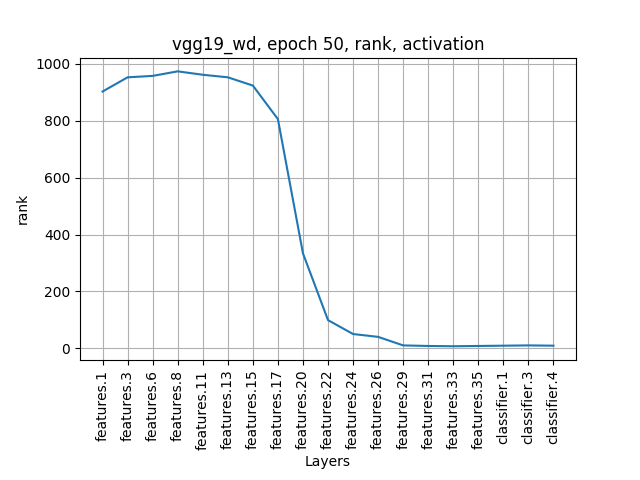 vgg19_wd, epoch 50, rank, activation
1000
800
600
400
200
0
rank
features.1
features.3
features.6
features.8
features.11
features.13
features.15
features.17
features.20
features.22
features.24
features.26
features.29
features.31
features.33
features.35
classifier.1
classifier.3
classifier.4
Layers